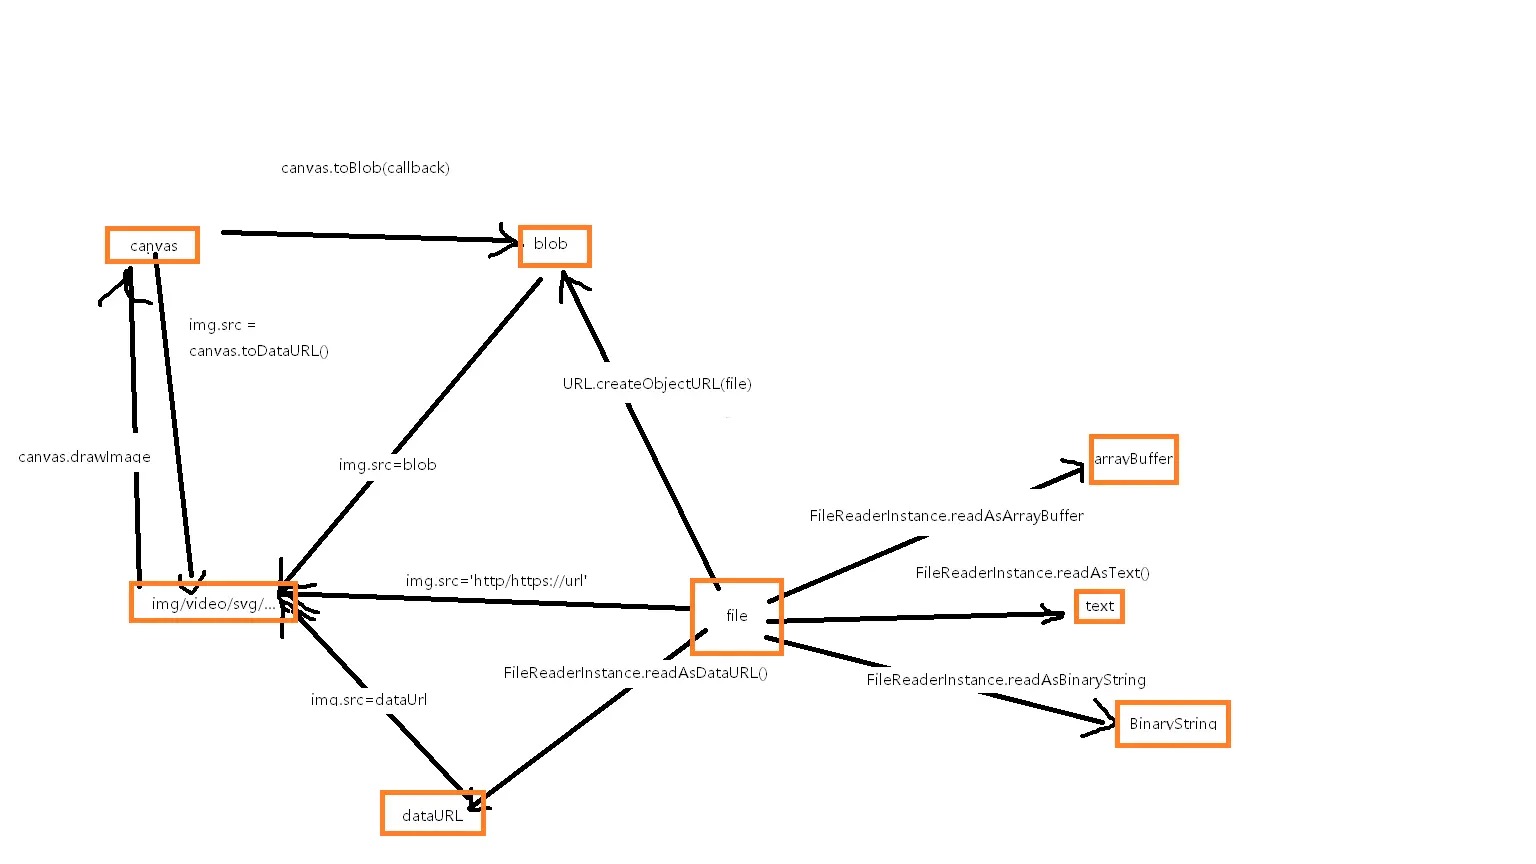 canvas.toBlob(callback)
canvas
blob
img.src =
canvas.toDataURL()
URL.createObjectURL(file)
canvas.drawImage
img.src=blob
arrayBuffer
FileReaderInstance.readAsArrayBuffer
FileReaderInstance.readAsText()
img.src='http/https://url'
img/video/svg/...
file
text
FileReaderInstance.readAsDataURL()
FileReaderInstance.readAsBinaryString
img.src=dataUrl
BinaryString
dataURL